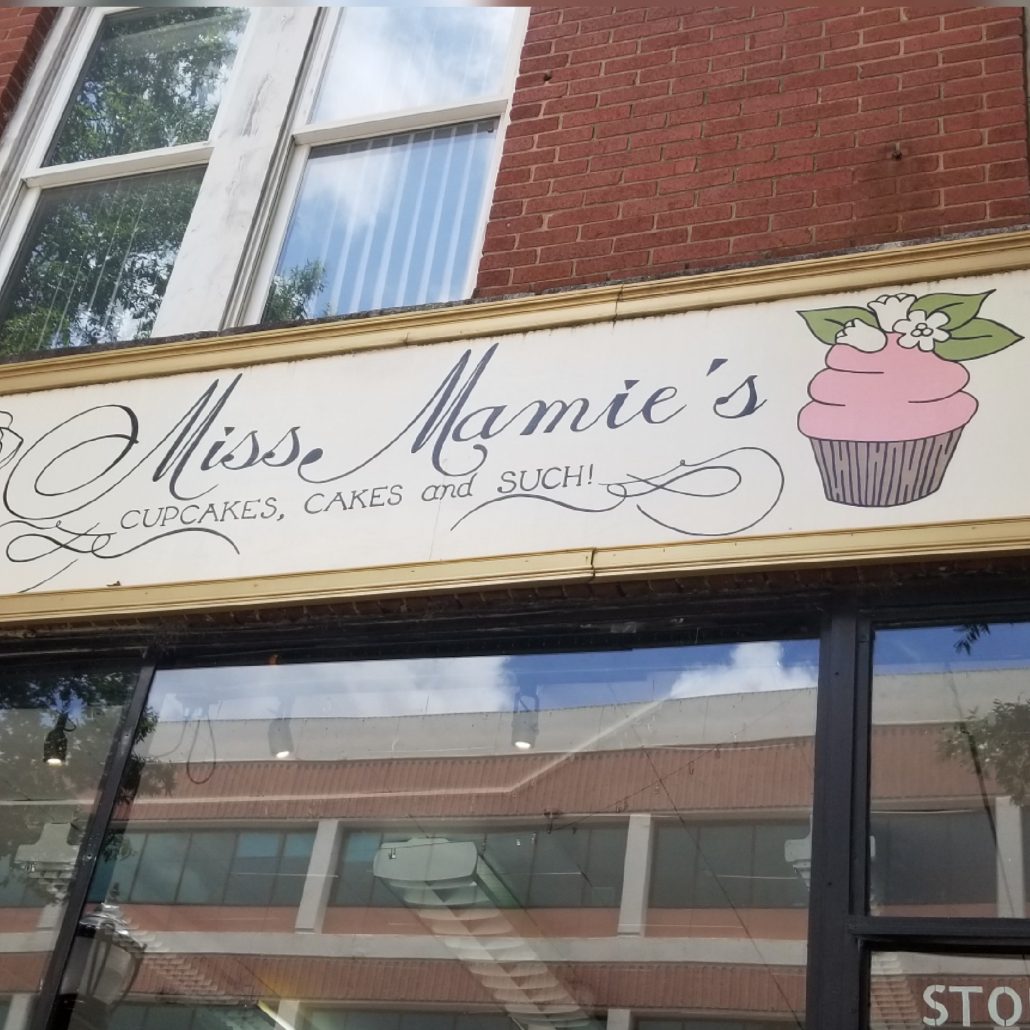 Miss Mamie's
CUPCAKES, CAKES and SUCH!
STO